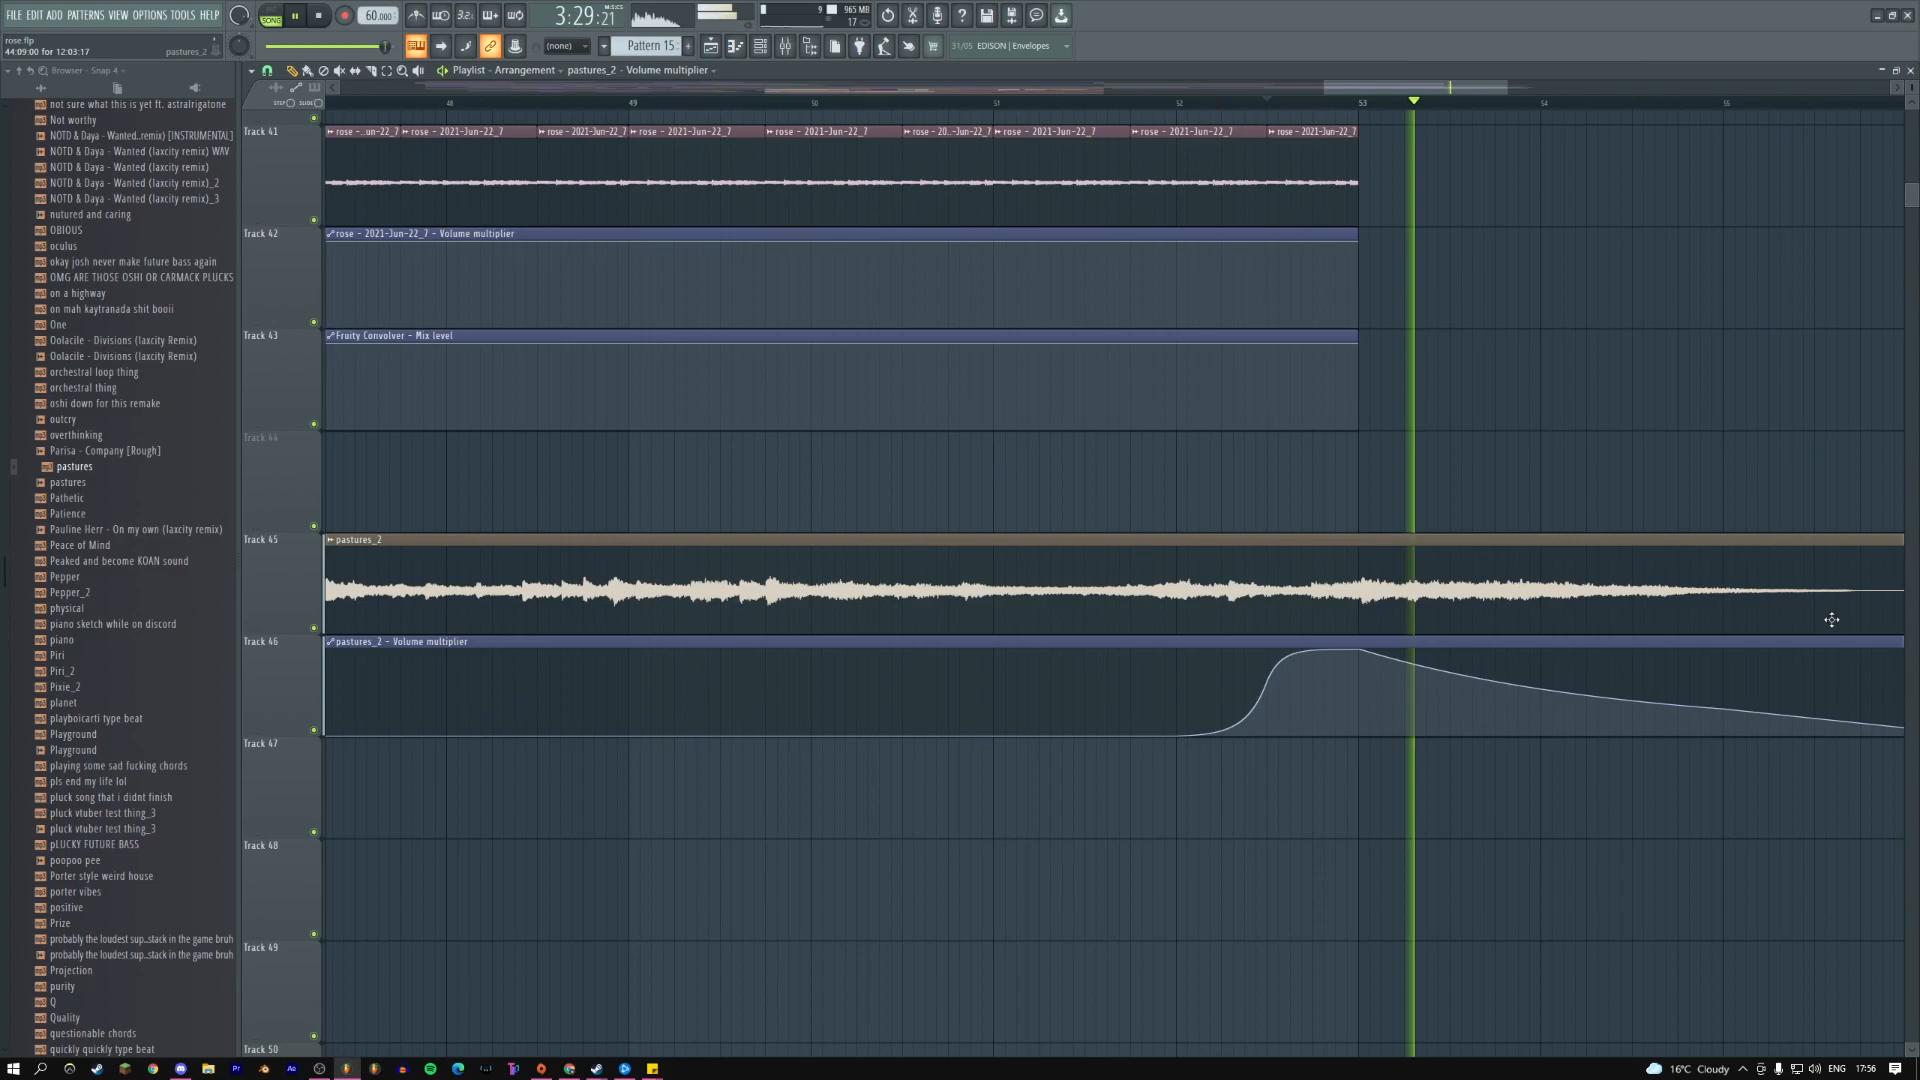 FILE EDIT ADD PATTERNS VIEW OPTIONS TOOLS HELP
rose.flp
44:09:00 for 12:03:17
pastures_2
SONG
60.000
3:29:21
M:S:CS
9
965 MB
17
(none)
Pattern 15
31/05 EDISON | Envelopes
Browser - Snap 4
Playlist - Arrangement
pastures_2 - Volume multiplier
STEP
SLIDE
48
49
50
51
52
53
54
55
not sure what this is yet ft. astralrigatone
Not worthy
NOTD & Daya - Wanted..remix) [INSTRUMENTAL]
NOTD & Daya - Wanted (laxcity remix) WAV
NOTD & Daya - Wanted (laxcity remix)
NOTD & Daya - Wanted (laxcity remix)_2
NOTD & Daya - Wanted (laxcity remix)_3
nutured and caring
OBIOUS
oculus
okay josh never make future bass again
OMG ARE THOSE OSHI OR CARMACK PLUCKS
on a highway
on mah kaytranada shit booii
One
Oolacile - Divisions (laxcity Remix)
Oolacile - Divisions (laxcity Remix)
orchestral loop thing
orchestral thing
oshi down for this remake
outcry
overthinking
Parisa - Company [Rough]
pastures
pastures
Pathetic
Patience
Pauline Herr - On my own (laxcity remix)
Peace of Mind
Peaked and become KOAN sound
Pepper
Pepper_2
physical
piano sketch while on discord
piano
Piri
Piri_2
Pixie_2
planet
playboicarti type beat
Playground
Playground
playing some sad fucking chords
pls end my life lol
pluck song that i didnt finish
pluck vtuber test thing_3
pluck vtuber test thing_3
pLUCKY FUTURE BASS
poopoo pee
Porter style weird house
porter vibes
positive
Prize
probably the loudest sup..stack in the game bruh
probably the loudest sup..stack in the game bruh
Projection
purity
Q
Quality
questionable chords
quickly quickly type beat
Track 41
rose -..un-22_7
rose - 2021-Jun-22_7
rose - 2021-Jun-22_7
rose - 2021-Jun-22_7
rose - 2021-Jun-22_7
rose - 20..-Jun-22_7
rose - 2021-Jun-22_7
rose - 2021-Jun-22_7
rose - 2021-Jun-22_7
Track 42
rose - 2021-Jun-22_7 - Volume multiplier
Track 43
Fruity Convolver - Mix level
Track 44
Track 45
pastures_2
Track 46
pastures_2 - Volume multiplier
Track 47
Track 48
Track 49
Track 50
Pr
Ae
16°C Cloudy
ENG
17:56